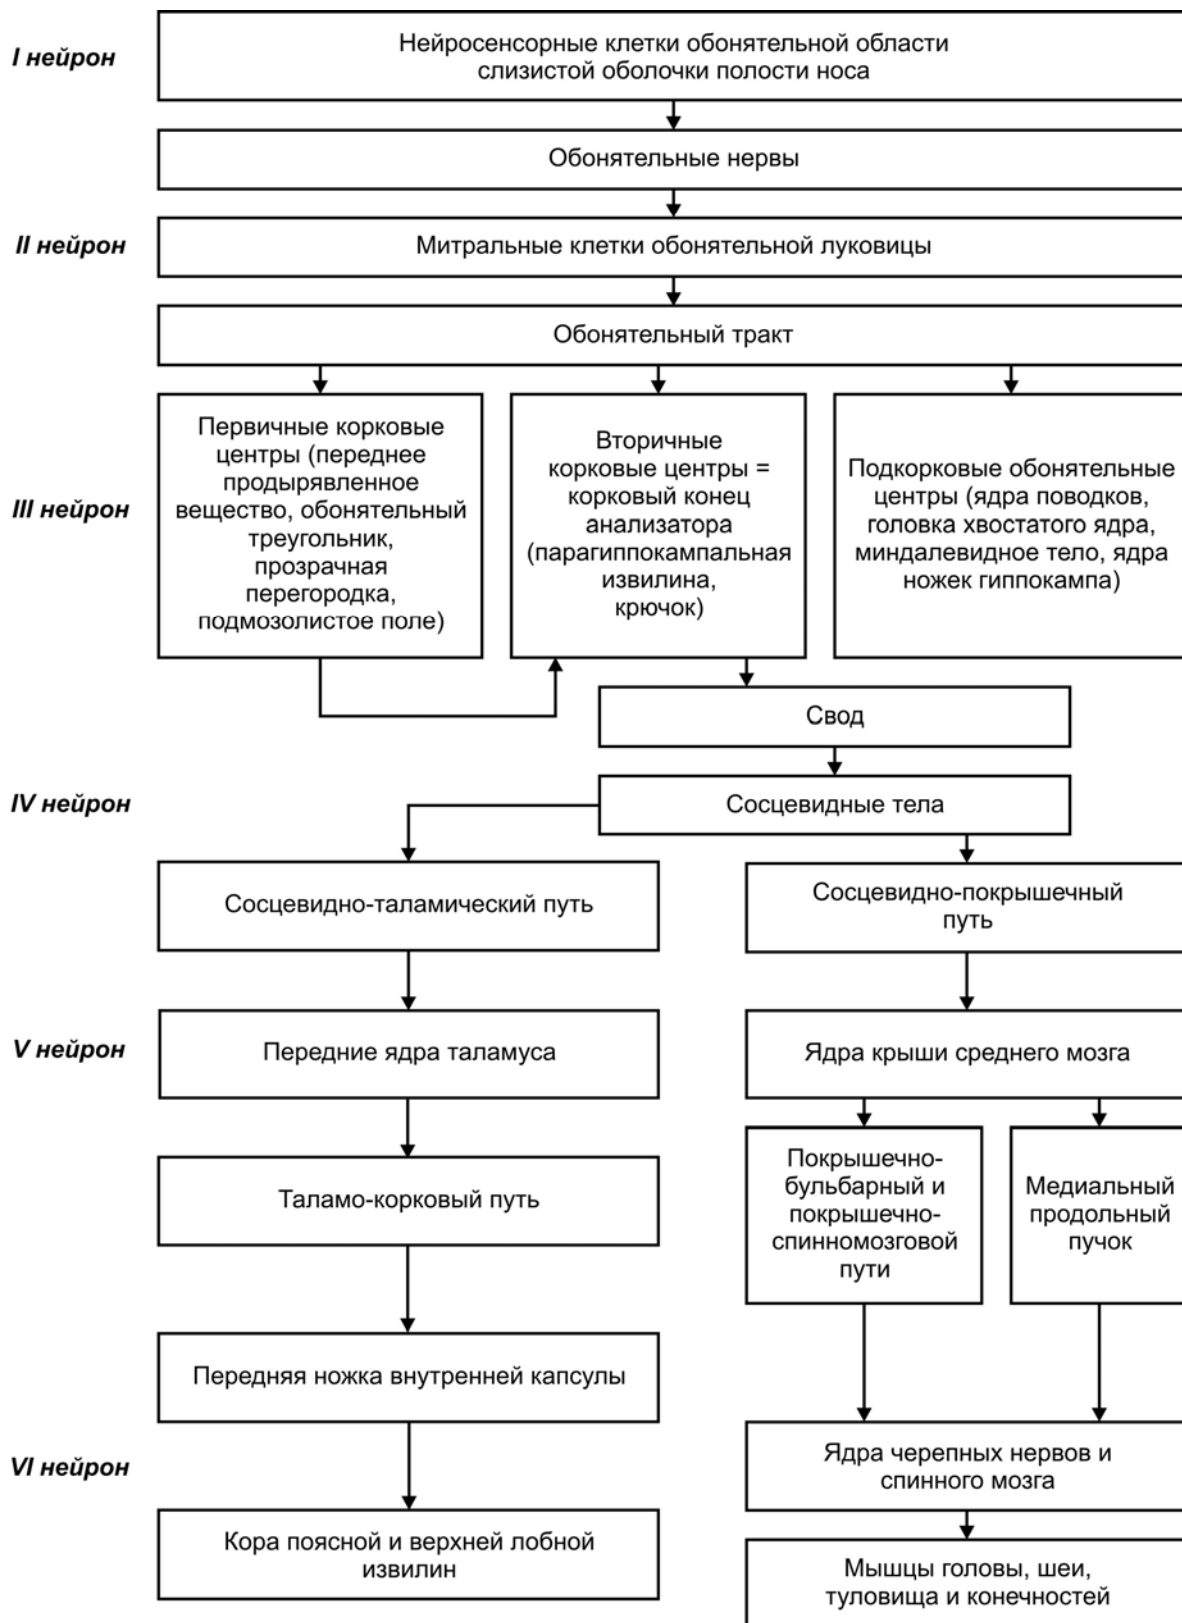 I нейрон
Нейросенсорные клетки обонятельной области
слизистой оболочки полости носа
Обонятельные нервы
II нейрон
Митральные клетки обонятельной луковицы
Обонятельный тракт
III нейрон
Первичные корковые
центры (переднее
продырявленное
вещество, обонятельный
треугольник,
прозрачная
перегородка,
подмозолистое поле)
Вторичные
корковые центры =
корковый конец
анализатора
(парагиппокампальная
извилина,
крючок)
Подкорковые обонятельные
центры (ядра поводков,
головка хвостатого ядра,
миндалевидное тело, ядра
ножек гиппокампа)
Свод
IV нейрон
Сосцевидные тела
Сосцевидно-таламический путь
Сосцевидно-покрышечный
путь
V нейрон
Передние ядра таламуса
Ядра крыши среднего мозга
Таламо-корковый путь
Покрышечно-
бульбарный и
покрышечно-
спинномозговой
пути
Медиальный
продольный
пучок
Передняя ножка внутренней капсулы
VI нейрон
Ядра черепных нервов и
спинного мозга
Кора поясной и верхней лобной
извилин
Мышцы головы, шеи,
туловища и конечностей